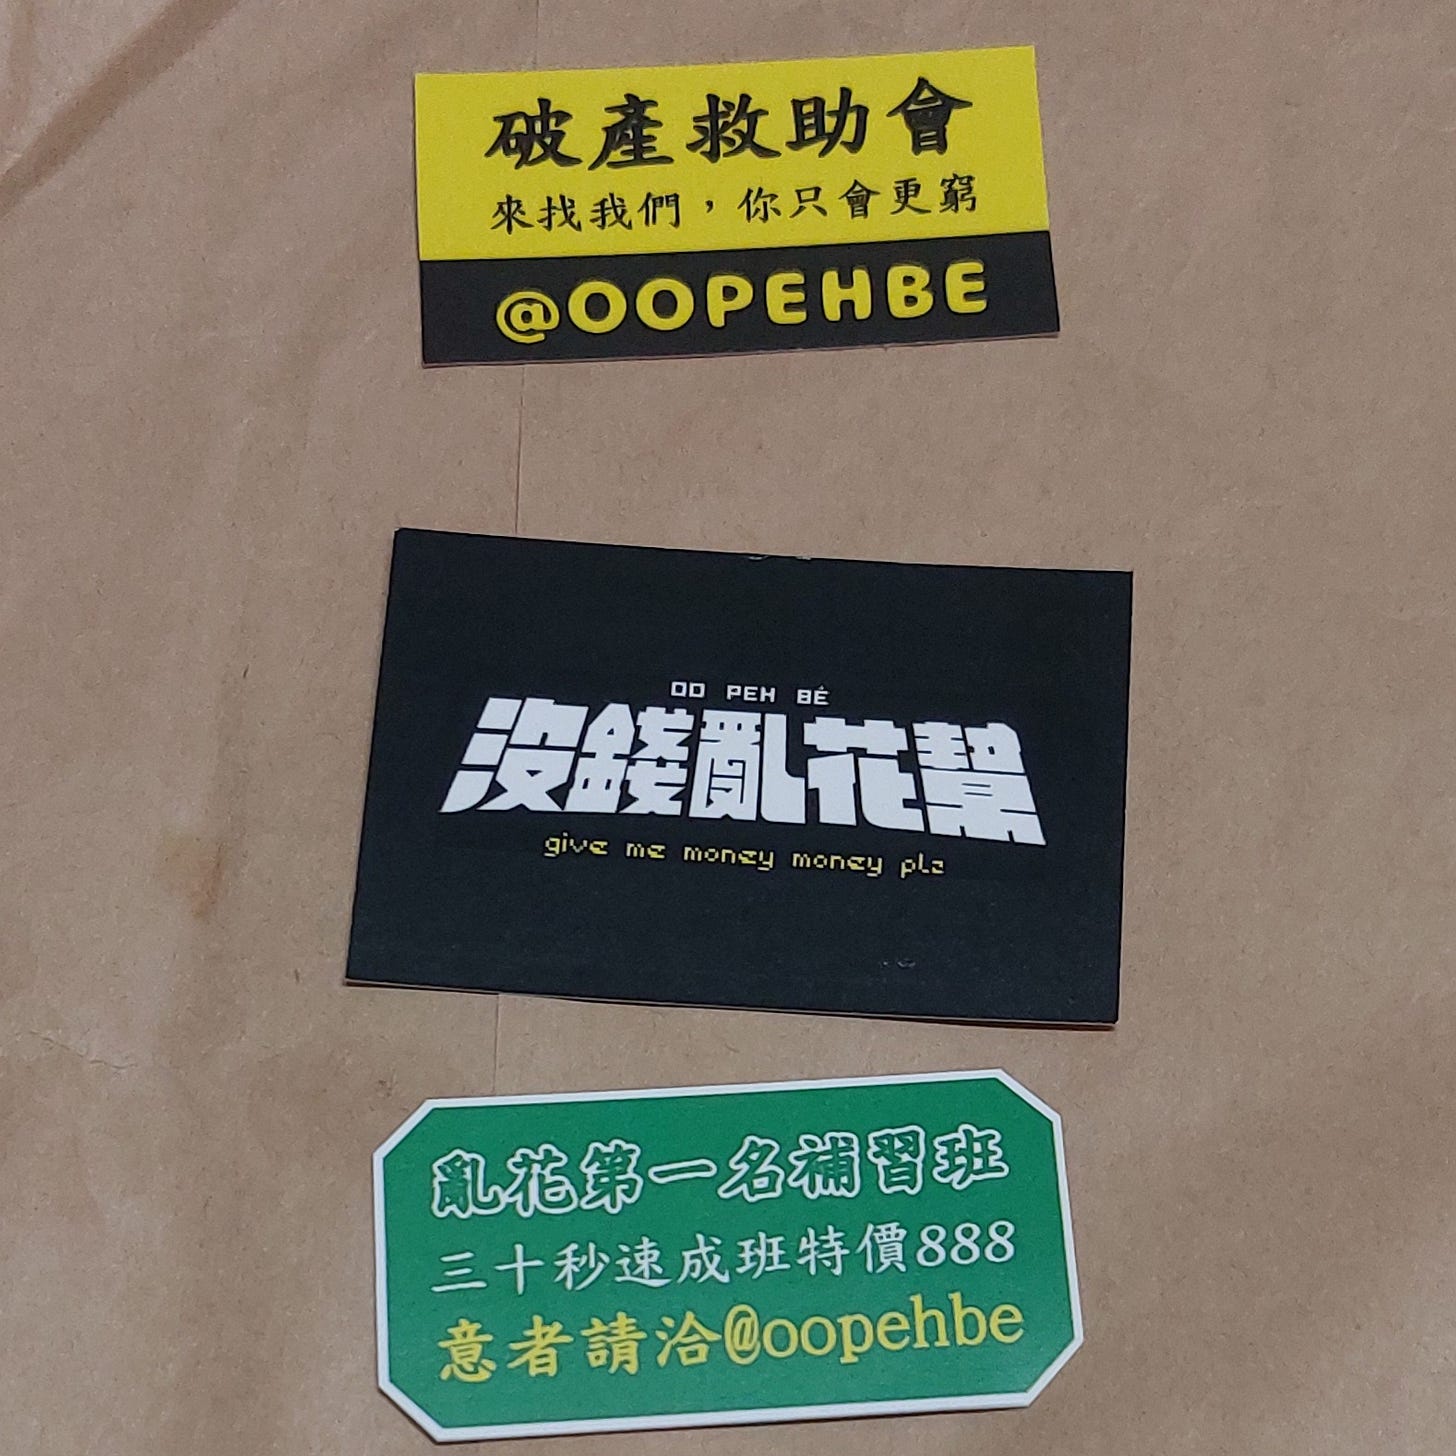 破產救助會
來找我們，你只會更窮
@OOPEHBE
OO PEH BÉ
沒錢亂花幫
give me money money plz
亂花第一名補習班
三十秒速成班特價888
意者請洽@oopehbe